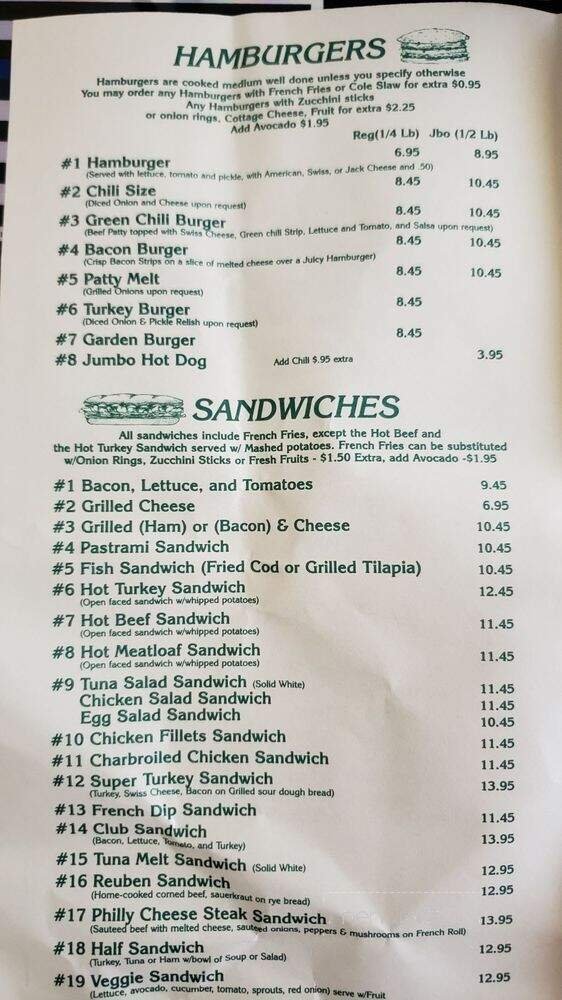 HAMBURGERS
Hamburgers are cooked medium well done unless you specify otherwise
You may order any Hamburgers with French Fries or Cole Slaw for extra $0.95
Any Hamburgers with Zucchini sticks
or onion rings, Cottage Cheese, Fruit for extra $2.25
Add Avocado $1.95
Reg(1/4 Lb) Jbo (1/2 Lb)
#1 Hamburger 6.95 8.95
(Served with lettuce, tomato and pickle, with American, Swiss, or Jack Cheese and .50)
#2 Chili Size 8.45 10.45
(Diced Onion and Cheese upon request)
#3 Green Chili Burger 8.45 10.45
(Beef Patty topped with Swiss Cheese, Green chili Strip, Lettuce and Tomato, and Salsa upon request)
#4 Bacon Burger 8.45 10.45
(Crisp Bacon Strips on a slice of melted cheese over a Juicy Hamburger)
#5 Patty Melt 8.45 10.45
(Grilled Onions upon request)
#6 Turkey Burger 8.45
(Diced Onion & Pickle Relish upon request)
#7 Garden Burger 8.45
#8 Jumbo Hot Dog Add Chili $.95 extra 3.95
SANDWICHES
All sandwiches include French Fries, except the Hot Beef and
the Hot Turkey Sandwich served w/ Mashed potatoes. French Fries can be substituted
w/Onion Rings, Zucchini Sticks or Fresh Fruits - $1.50 Extra, add Avocado -$1.95
#1 Bacon, Lettuce, and Tomatoes 9.45
#2 Grilled Cheese 6.95
#3 Grilled (Ham) or (Bacon) & Cheese 10.45
#4 Pastrami Sandwich 10.45
#5 Fish Sandwich (Fried Cod or Grilled Tilapia) 10.45
#6 Hot Turkey Sandwich 12.45
(Open faced sandwich w/whipped potatoes)
#7 Hot Beef Sandwich 11.45
(Open faced sandwich w/whipped potatoes)
#8 Hot Meatloaf Sandwich 11.45
(Open faced sandwich w/whipped potatoes)
#9 Tuna Salad Sandwich (Solid White) 11.45
Chicken Salad Sandwich 11.45
Egg Salad Sandwich 10.45
#10 Chicken Fillets Sandwich 11.45
#11 Charbroiled Chicken Sandwich 11.45
#12 Super Turkey Sandwich 13.95
(Turkey, Swiss Cheese, Bacon on Grilled sour dough bread)
#13 French Dip Sandwich 11.45
#14 Club Sandwich 13.95
(Bacon, Lettuce, Tomato, and Turkey)
#15 Tuna Melt Sandwich (Solid White) 12.95
#16 Reuben Sandwich 12.95
(Home-cooked corned beef, sauerkraut on rye bread)
#17 Philly Cheese Steak Sandwich 13.95
(Sauteed beef with melted cheese, sauteed onions, peppers & mushrooms on French Roll)
#18 Half Sandwich 12.95
(Turkey, Tuna or Ham w/bowl of Soup or Salad)
#19 Veggie Sandwich 12.95
(Lettuce, avocado, cucumber, tomato, sprouts, red onion) serve w/Fruit